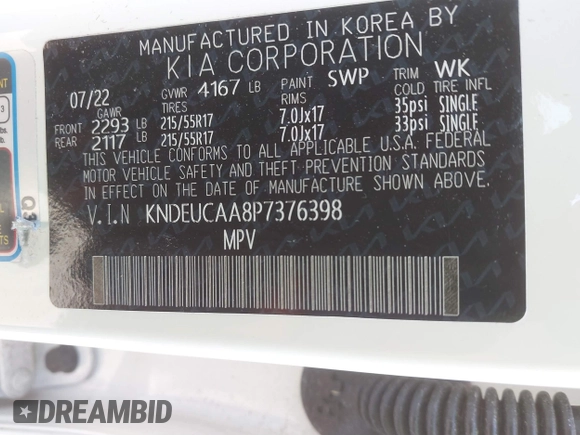 MANUFACTURED IN KOREA BY
KIA CORPORATION
07/22 GVWR 4167 LB PAINT SWP TRIM WK
GAWR TIRES RIMS COLD TIRE INFL
FRONT 2293 LB 215/55R17 7.0Jx17 35psi SINGLE
REAR 2117 LB 215/55R17 7.0Jx17 33psi SINGLE
THIS VEHICLE CONFORMS TO ALL APPLICABLE U.S.A. FEDERAL
MOTOR VEHICLE SAFETY AND THEFT PREVENTION STANDARDS
IN EFFECT ON THE DATE OF MANUFACTURE SHOWN ABOVE.
V.I.N KNDEUCAA8P7376398
MPV
DREAMBID